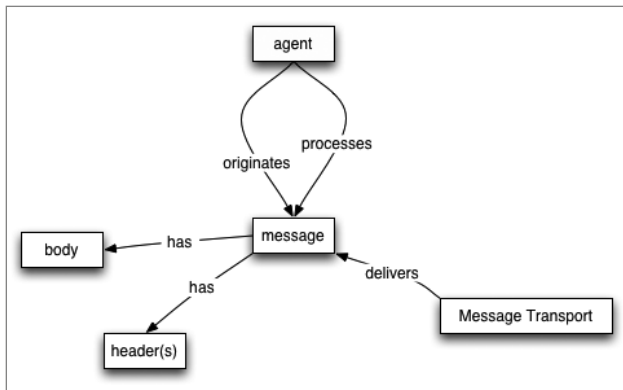 agent
processes
originates
message
has
body
delivers
has
Message Transport
header(s)